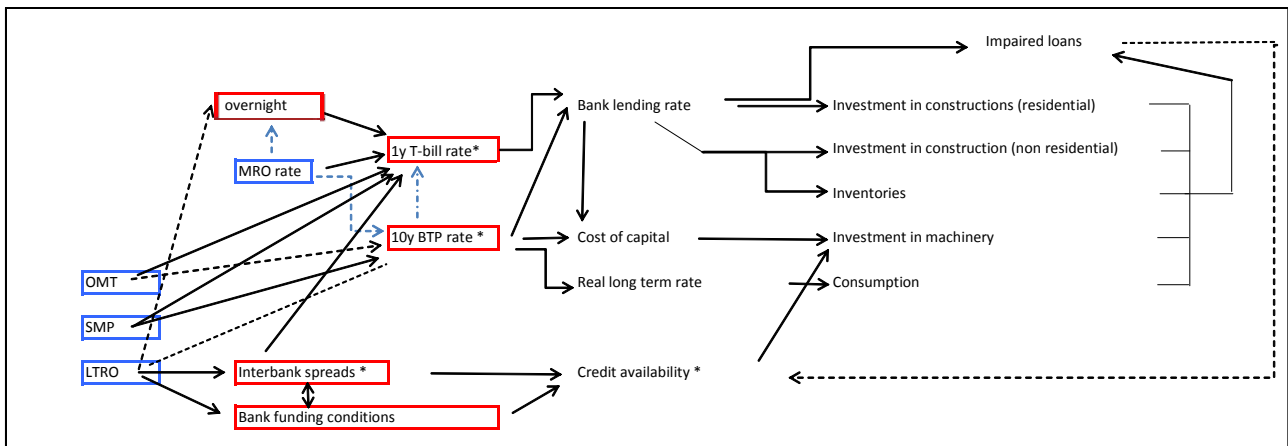 Impaired loans
overnight
Bank lending rate
Investment in constructions (residential)
1y T-bill rate*
Investment in construction (non residential)
MRO rate
Inventories
10y BTP rate *
Cost of capital
Investment in machinery
OMT
Real long term rate
Consumption
SMP
LTRO
Interbank spreads *
Credit availability *
Bank funding conditions